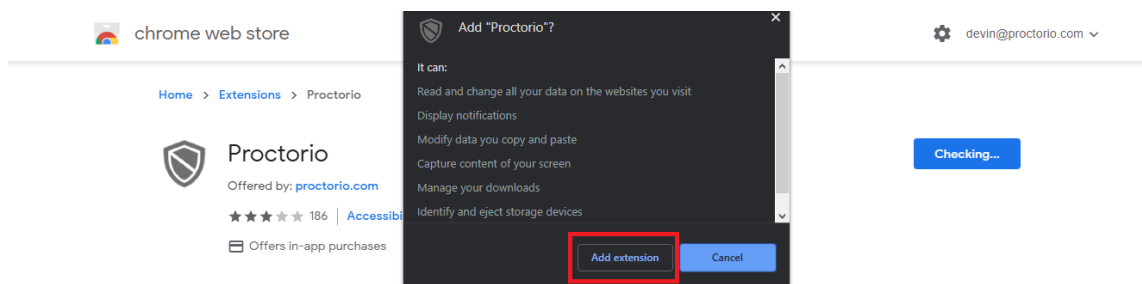 chrome web store
devin@proctorio.com
Home > Extensions > Proctorio
Proctorio
Offered by: proctorio.com
186 | Accessibi
Offers in-app purchases
Add "Proctorio"?
It can:
Read and change all your data on the websites you visit
Display notifications
Modify data you copy and paste
Capture content of your screen
Manage your downloads
Identify and eject storage devices
Add extension
Cancel
Checking...